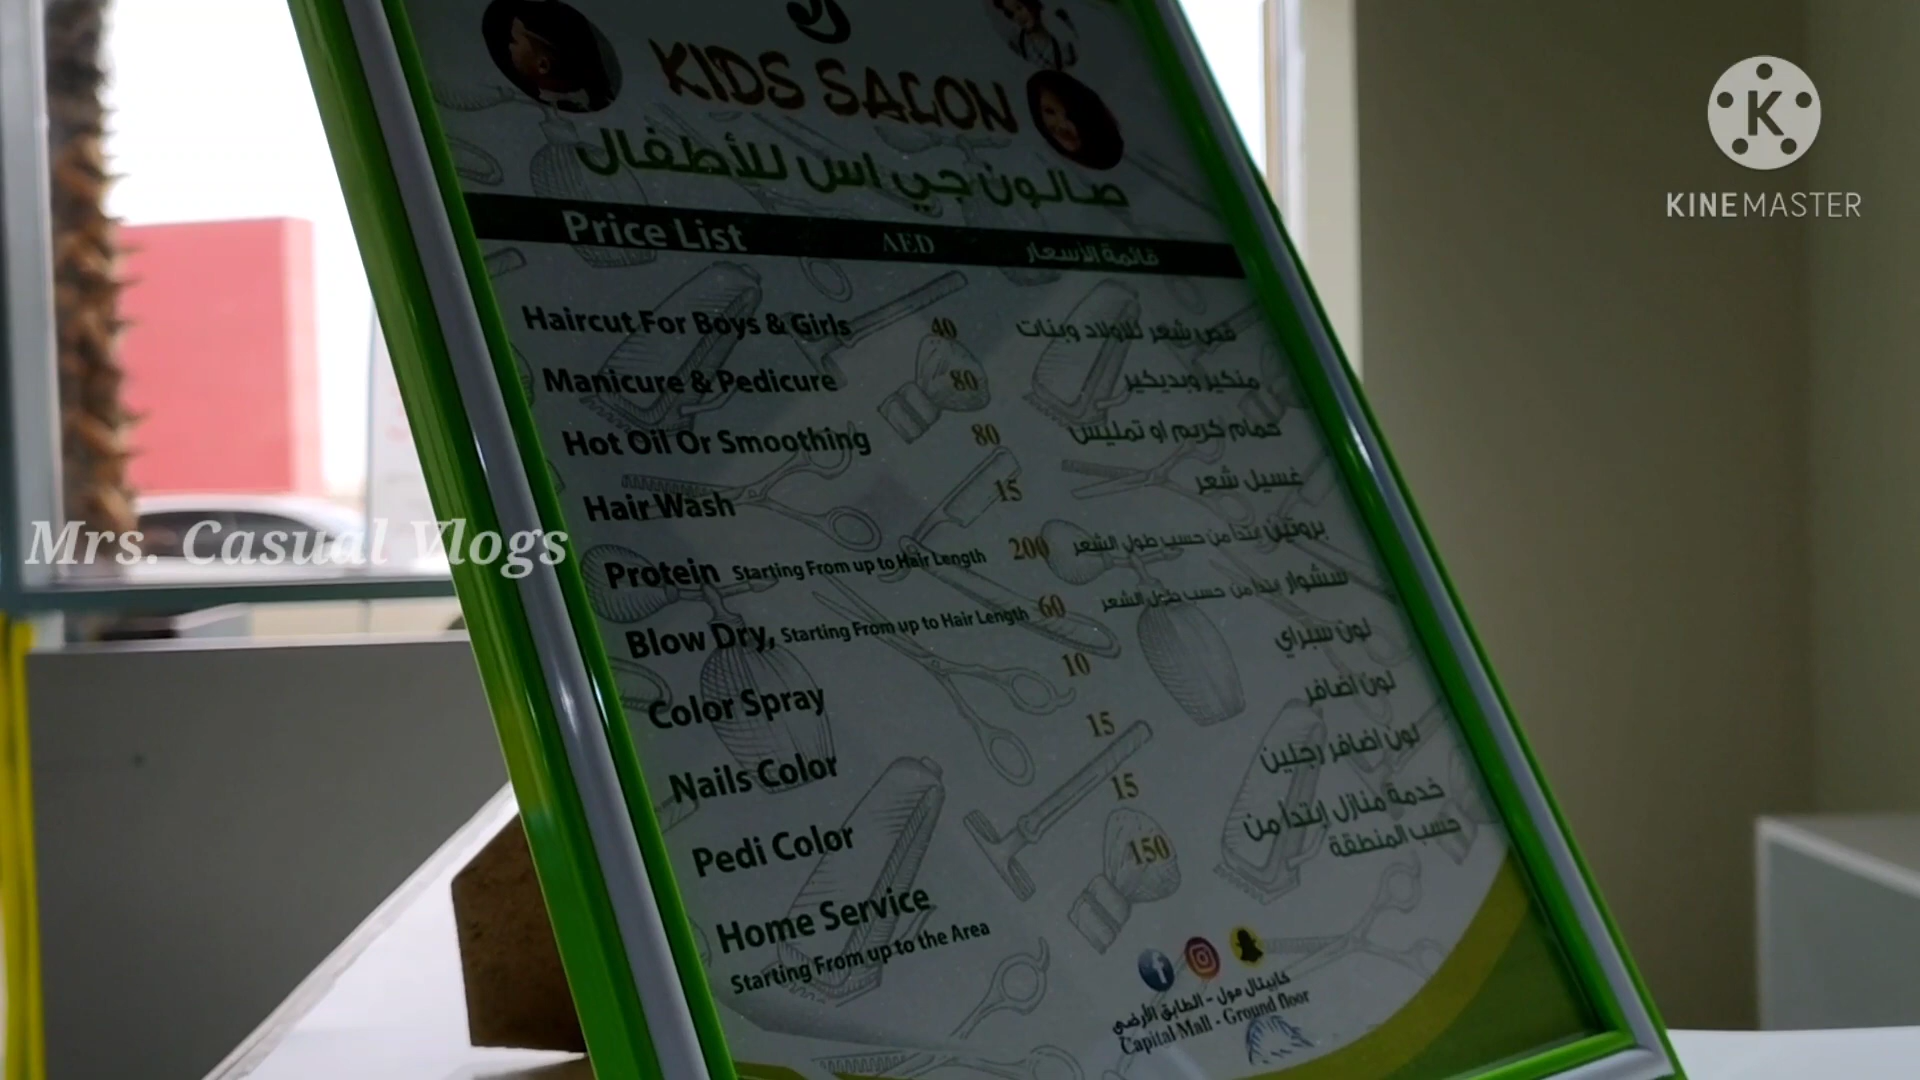 KIDS SALON
صالون جي اس للأطفال
Price List AED قائمة الأسعار
Haircut For Boys & Girls 40 قص شعر للاولاد وبنات
Manicure & Pedicure 80 منكير وبديكير
Hot Oil Or Smoothing 80 حمام كريم او تمليس
Hair Wash 15 غسيل شعر
Protein Starting From up to Hair Length 200 بروتين إبتدأ من حسب طول الشعر
Blow Dry, Starting From up to Hair Length 60 سشوار إبتدأ من حسب طول الشعر
Color Spray 10 لون سبراي
Nails Color 15 لون اضافر
Pedi Color 15 لون اضافر رجلين
Home Service 150 خدمة منازل إبتدأ من
Starting From up to the Area حسب المنطقة
كابيتال مول - الطابق الأرضي
Capital Mall - Ground floor
Mrs. Casual Vlogs
K
KINEMASTER